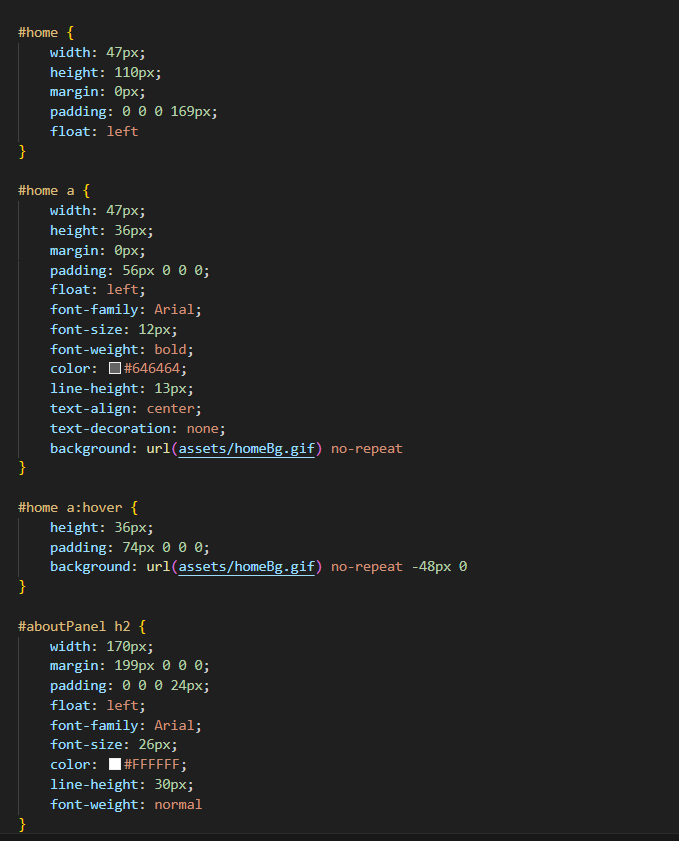 #home {
    width: 47px;
    height: 110px;
    margin: 0px;
    padding: 0 0 0 169px;
    float: left
}

#home a {
    width: 47px;
    height: 36px;
    margin: 0px;
    padding: 56px 0 0 0;
    float: left;
    font-family: Arial;
    font-size: 12px;
    font-weight: bold;
    color: #646464;
    line-height: 13px;
    text-align: center;
    text-decoration: none;
    background: url(assets/homeBg.gif) no-repeat
}

#home a:hover {
    height: 36px;
    padding: 74px 0 0 0;
    background: url(assets/homeBg.gif) no-repeat -48px 0
}

#aboutPanel h2 {
    width: 170px;
    margin: 199px 0 0 0;
    padding: 0 0 0 24px;
    float: left;
    font-family: Arial;
    font-size: 26px;
    color: #FFFFFF;
    line-height: 30px;
    font-weight: normal
}